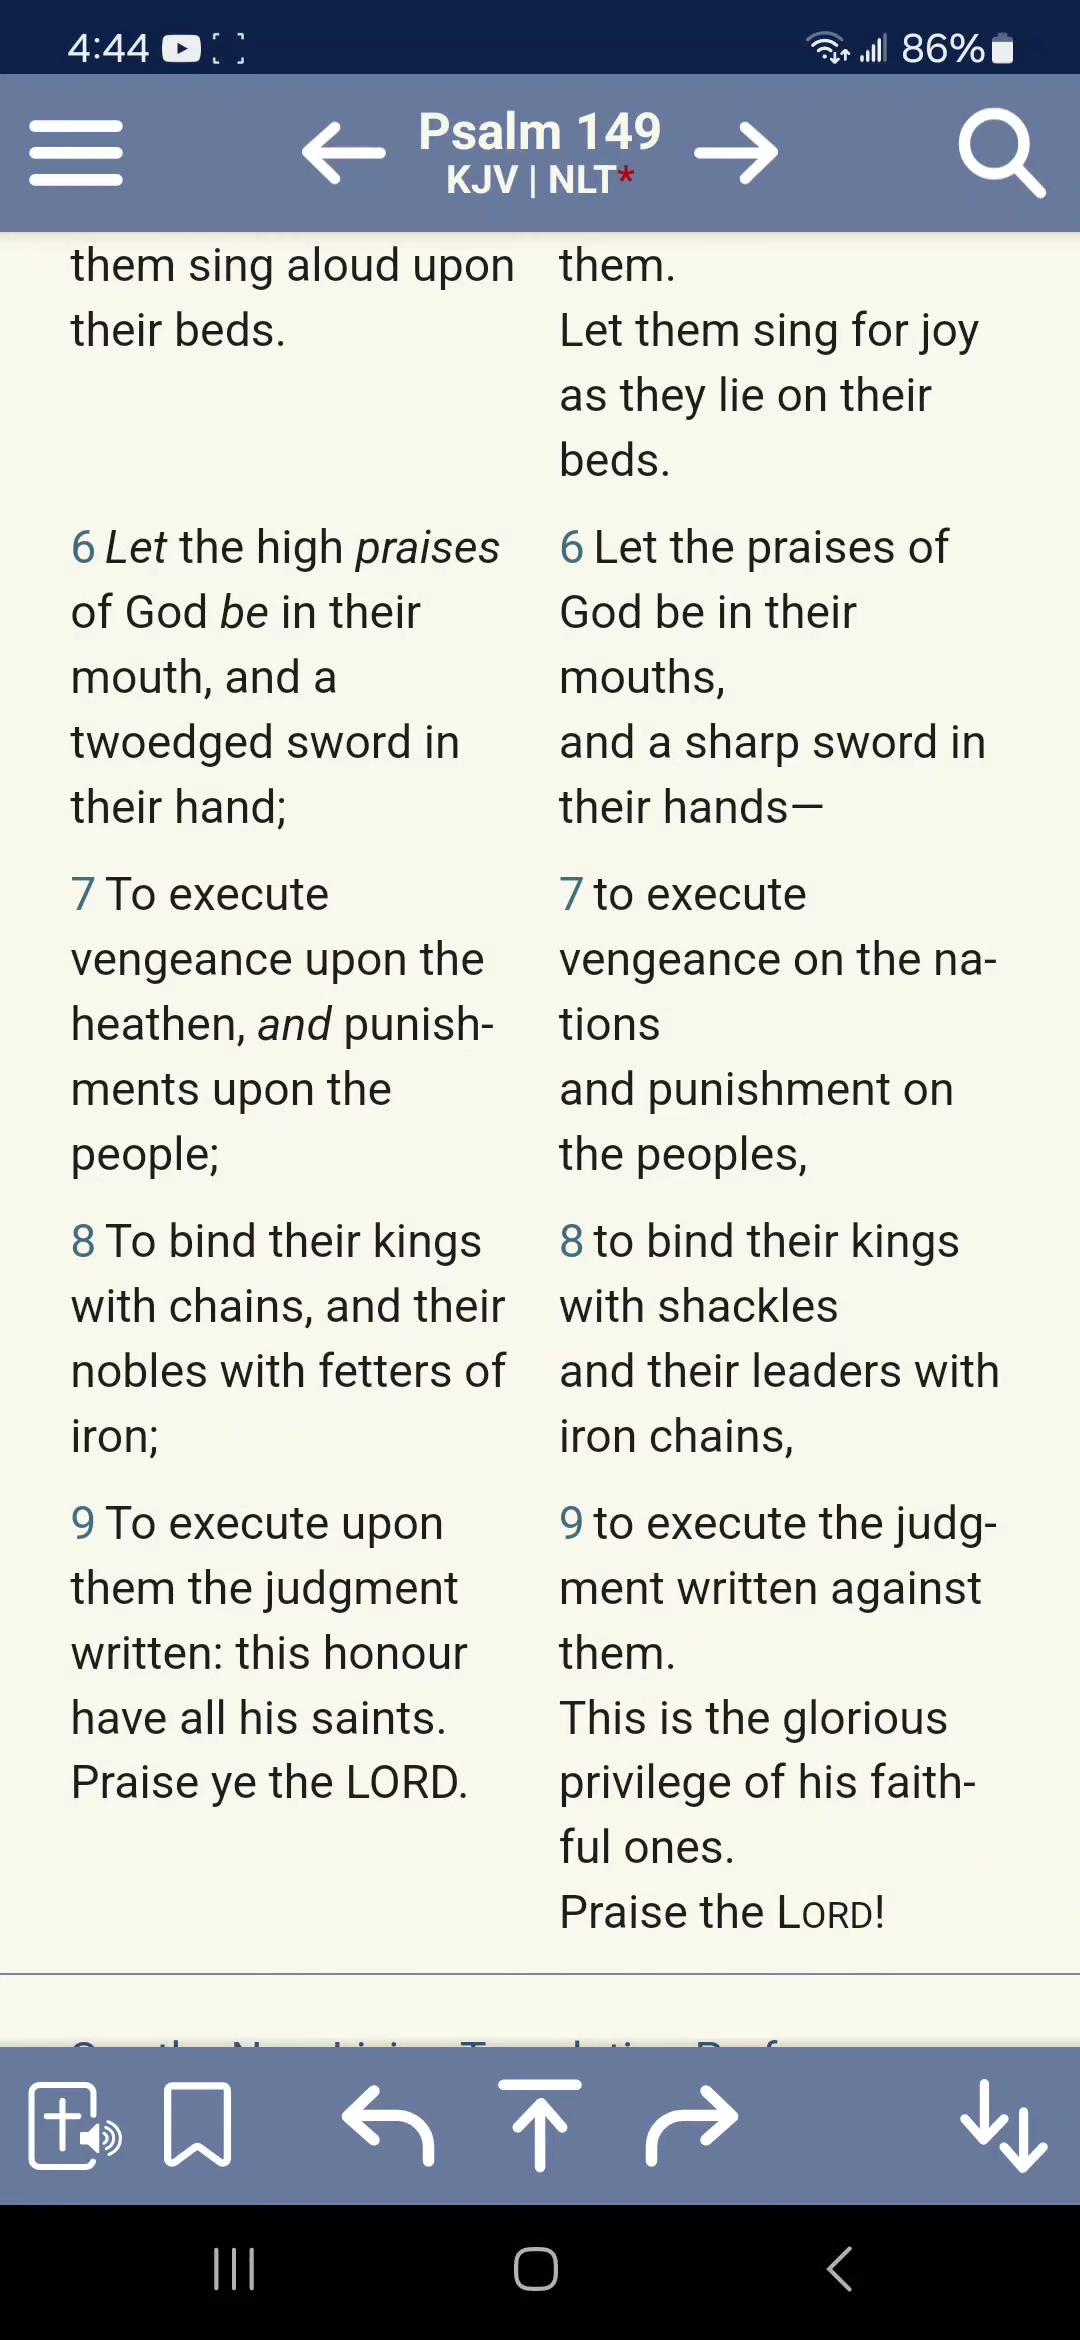 4:44
86%
Psalm 149
KJV | NLT*
them sing aloud upon
their beds.
6 Let the high praises
of God be in their
mouth, and a
twoedged sword in
their hand;
7 To execute
vengeance upon the
heathen, and punish-
ments upon the
people;
8 To bind their kings
with chains, and their
nobles with fetters of
iron;
9 To execute upon
them the judgment
written: this honour
have all his saints.
Praise ye the LORD.
them.
Let them sing for joy
as they lie on their
beds.
6 Let the praises of
God be in their
mouths,
and a sharp sword in
their hands—
7 to execute
vengeance on the na-
tions
and punishment on
the peoples,
8 to bind their kings
with shackles
and their leaders with
iron chains,
9 to execute the judg-
ment written against
them.
This is the glorious
privilege of his faith-
ful ones.
Praise the LORD!